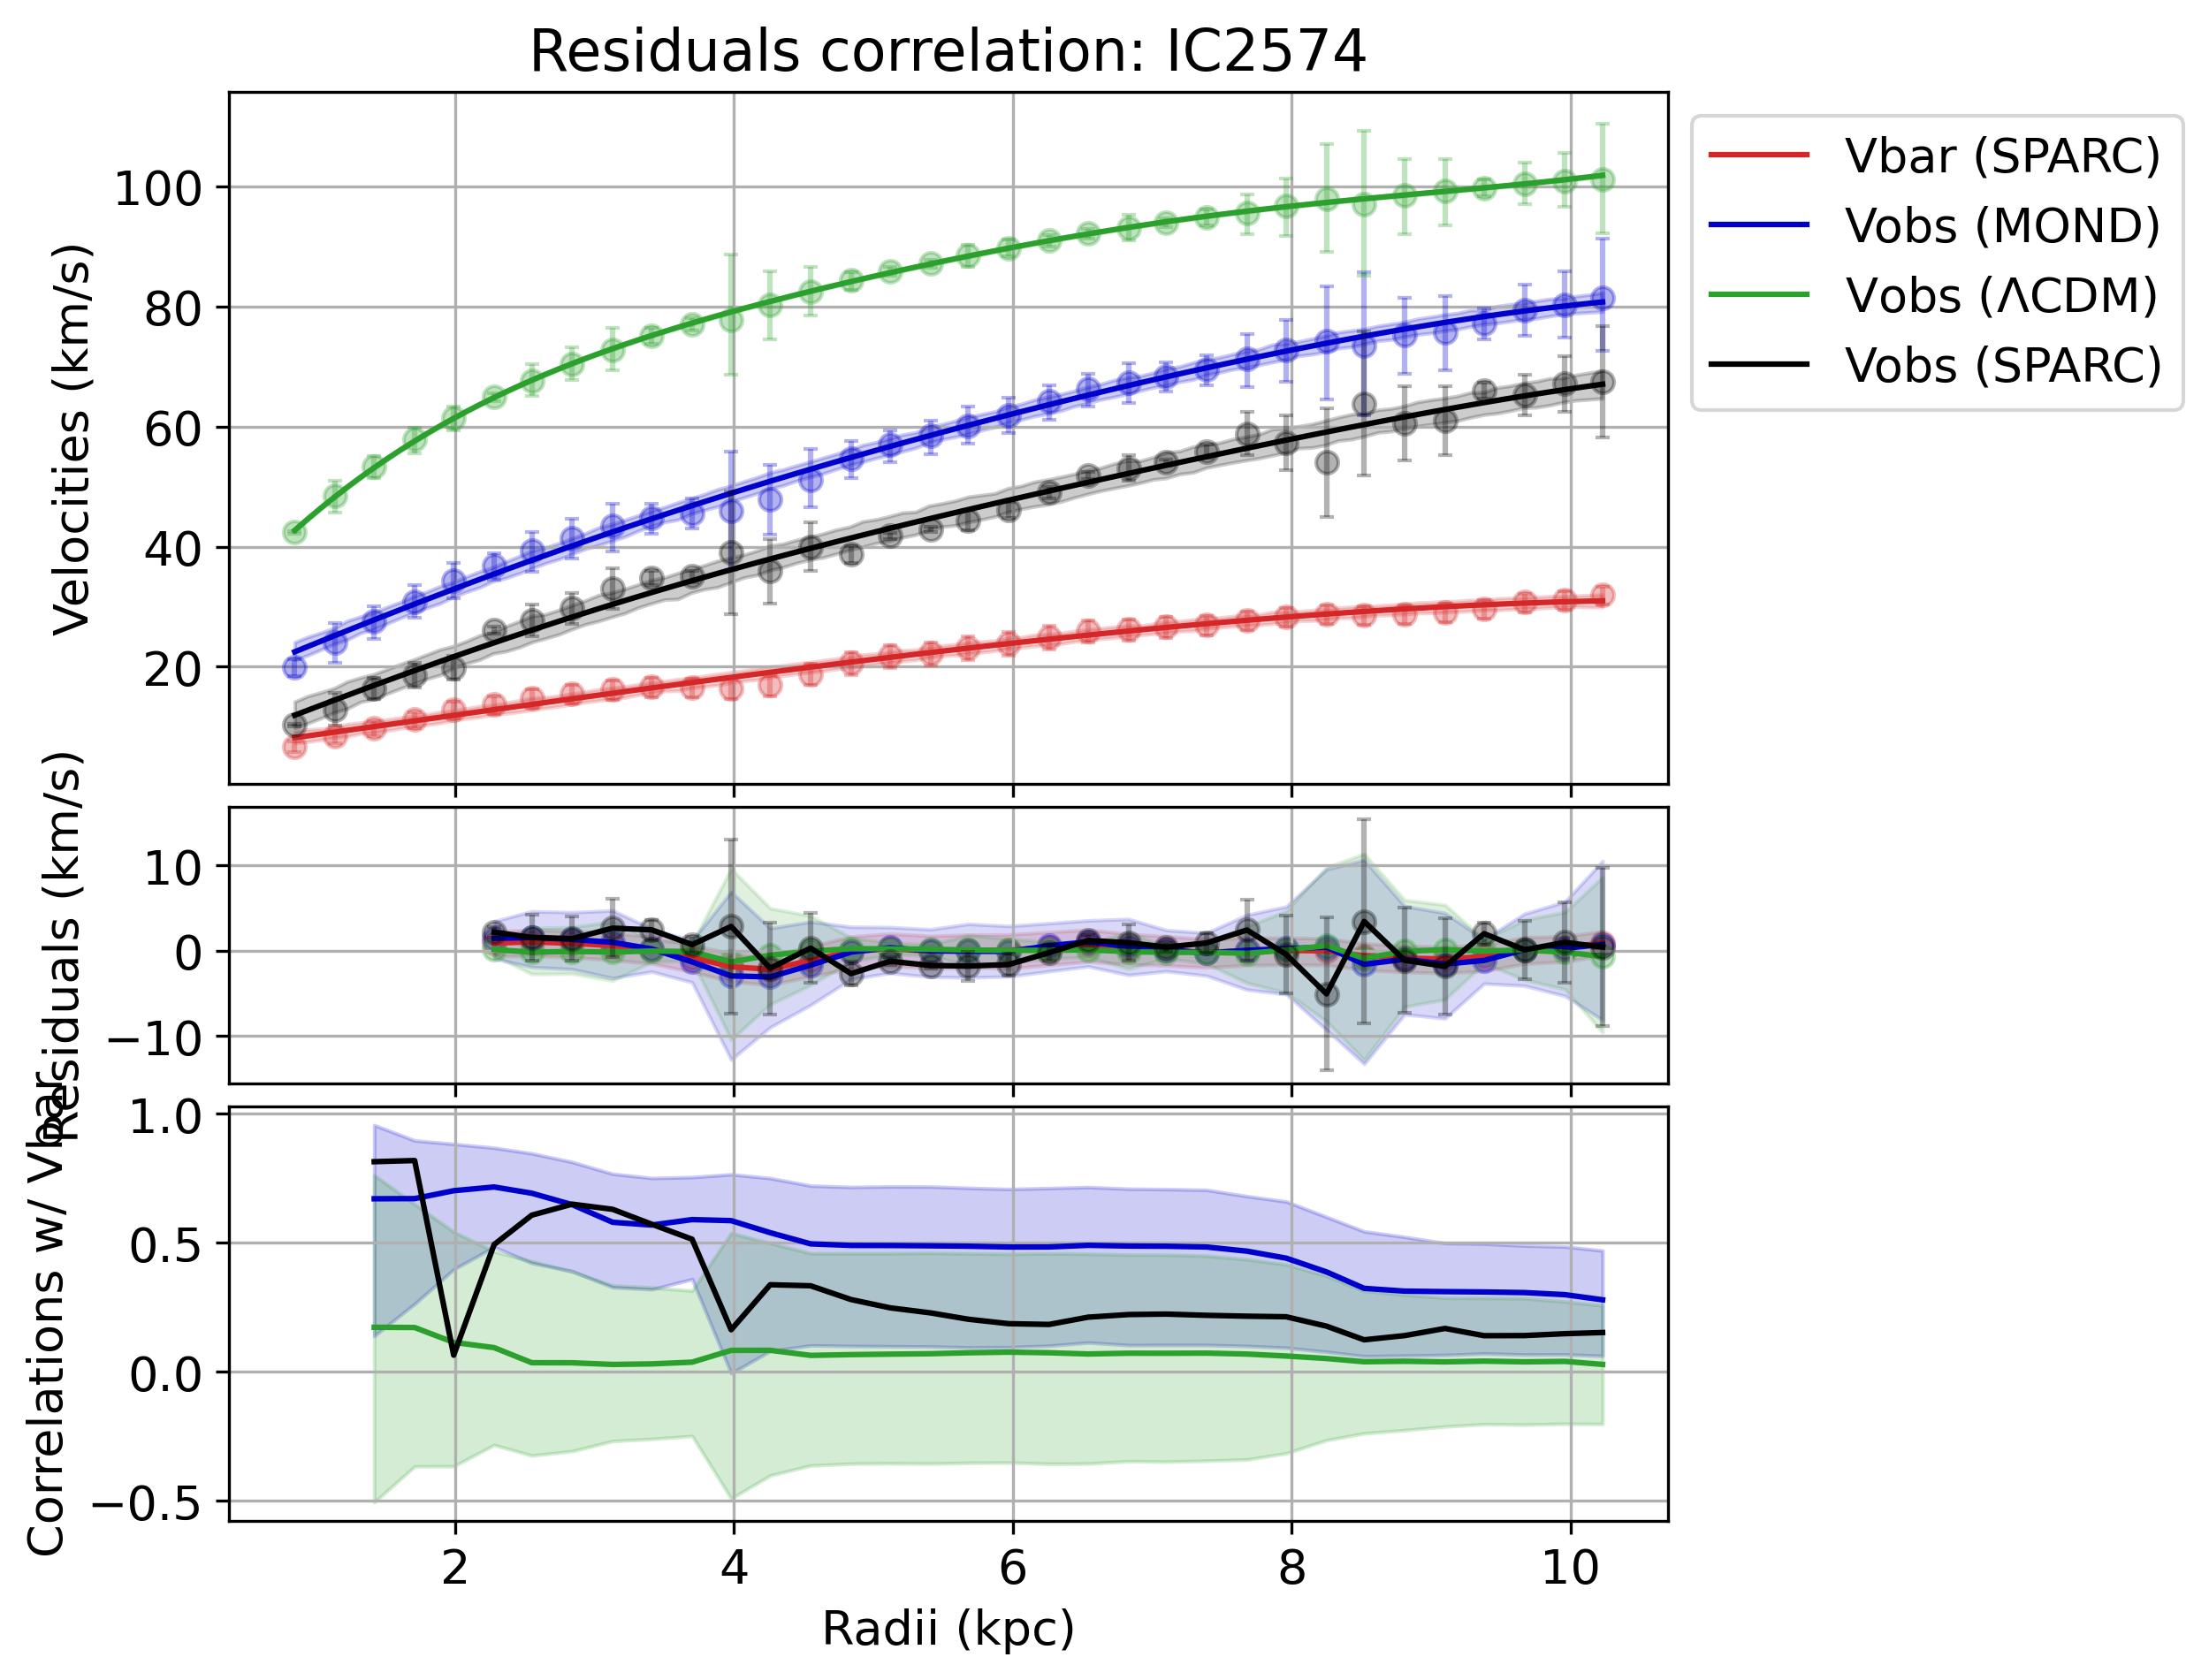 Residuals correlation: IC2574
Velocities (km/s)
100
80
60
40
20
Vbar (SPARC)
Vobs (MOND)
Vobs (ΛCDM)
Vobs (SPARC)
Residuals (km/s)
10
0
−10
Correlations w/ Vbar
1.0
0.5
0.0
−0.5
2 4 6 8 10
Radii (kpc)